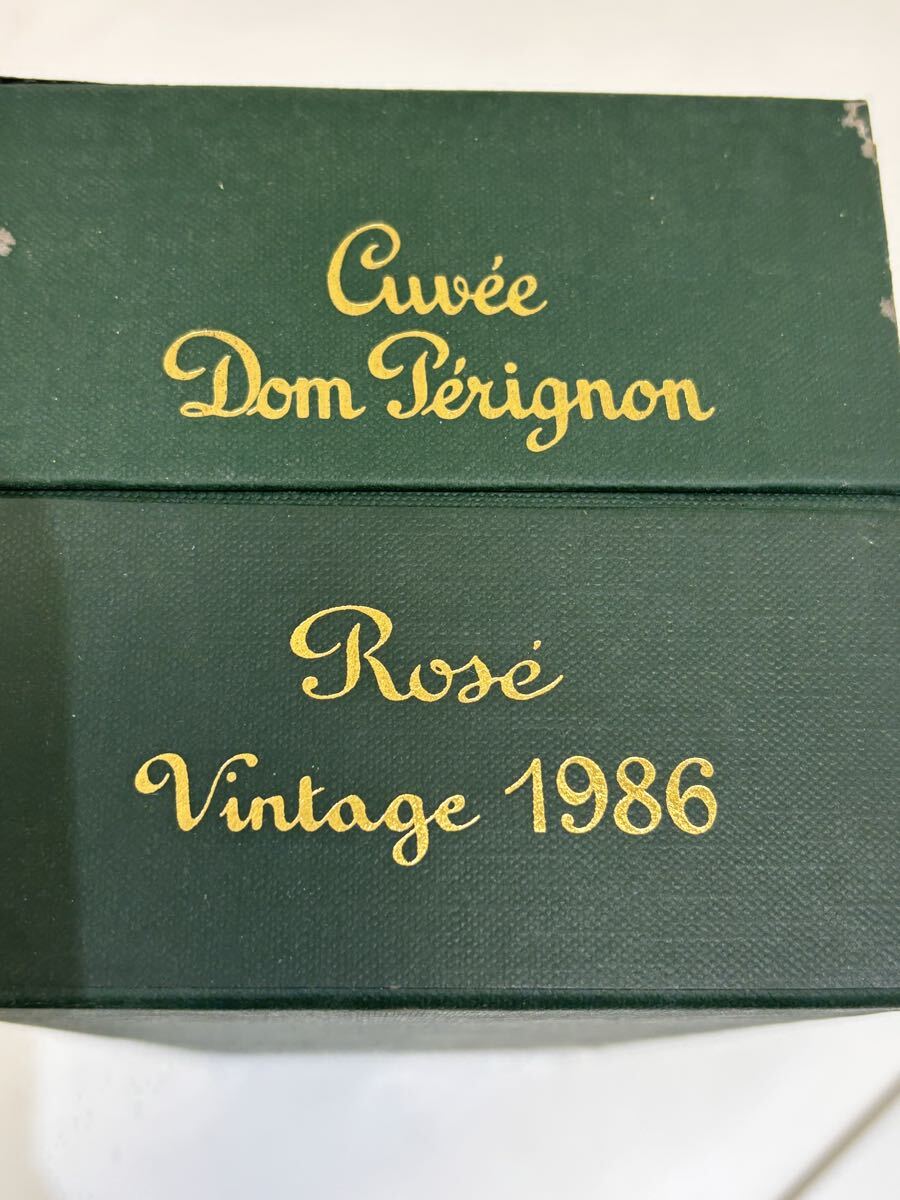 Cuvée
Dom Pérignon
Rosé
Vintage 1986